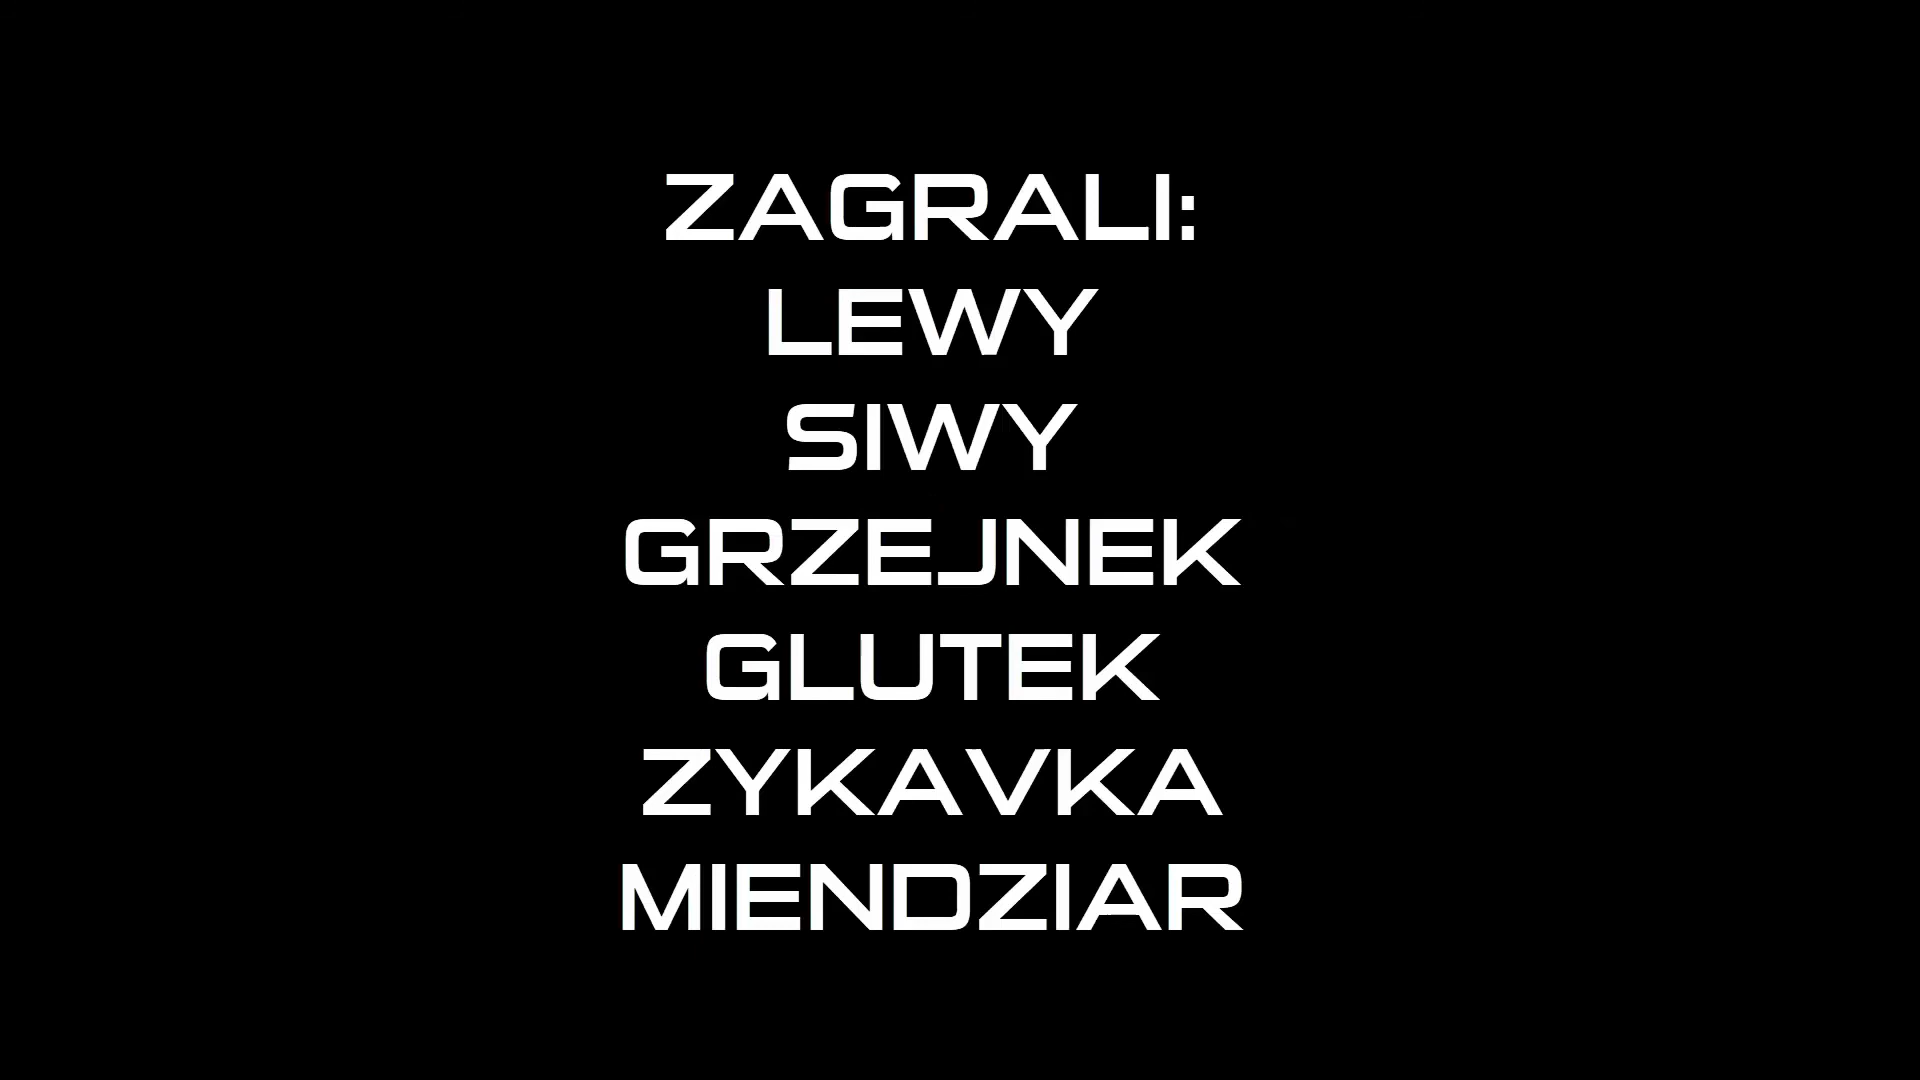 ZAGRALI:
LEWY
SIWY
GRZEJNEK
GLUTEK
ZYKAVKA
MIENDZIAR